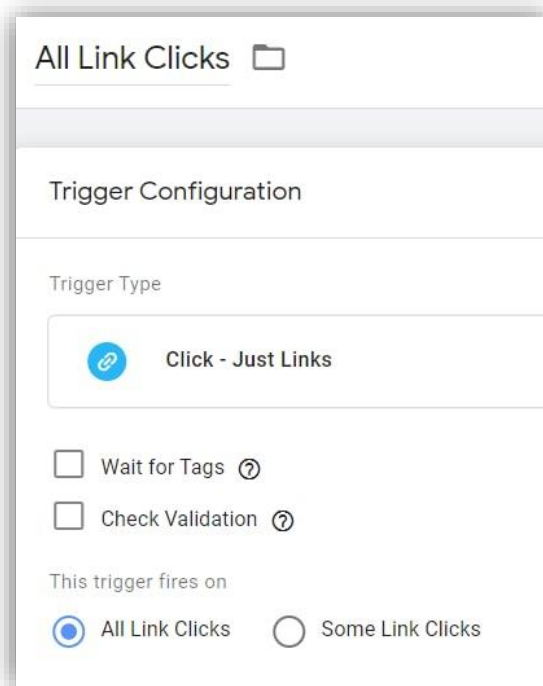 All Link Clicks
Trigger Configuration
Trigger Type
Click - Just Links
Wait for Tags
Check Validation
This trigger fires on
All Link Clicks Some Link Clicks